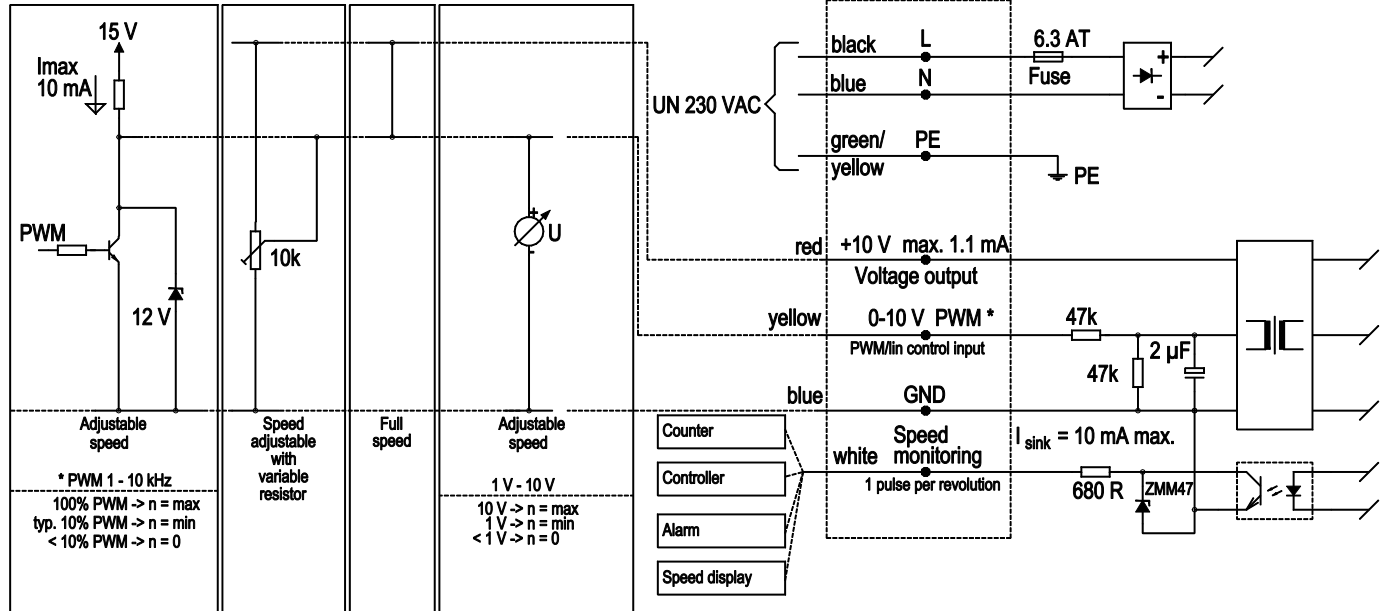 15 V
Imax
10 mA
PWM
12 V
Adjustable
speed
* PWM 1 - 10 kHz
100% PWM -> n = max
typ. 10% PWM -> n = min
< 10% PWM -> n = 0
10k
Speed
adjustable
with
variable
resistor
Full
speed
+
U
-
Adjustable
speed
1 V - 10 V
10 V -> n = max
1 V -> n = min
< 1 V -> n = 0
UN 230 VAC
black
L
6.3 AT
Fuse
+
-
blue
N
green/
yellow
PE
PE
red
+10 V max. 1.1 mA
Voltage output
yellow
0-10 V PWM *
PWM/lin control input
47k
47k
2 µF
blue
GND
Counter
Controller
Alarm
Speed display
white
Speed
monitoring
1 pulse per revolution
I sink = 10 mA max.
680 R
ZMM47